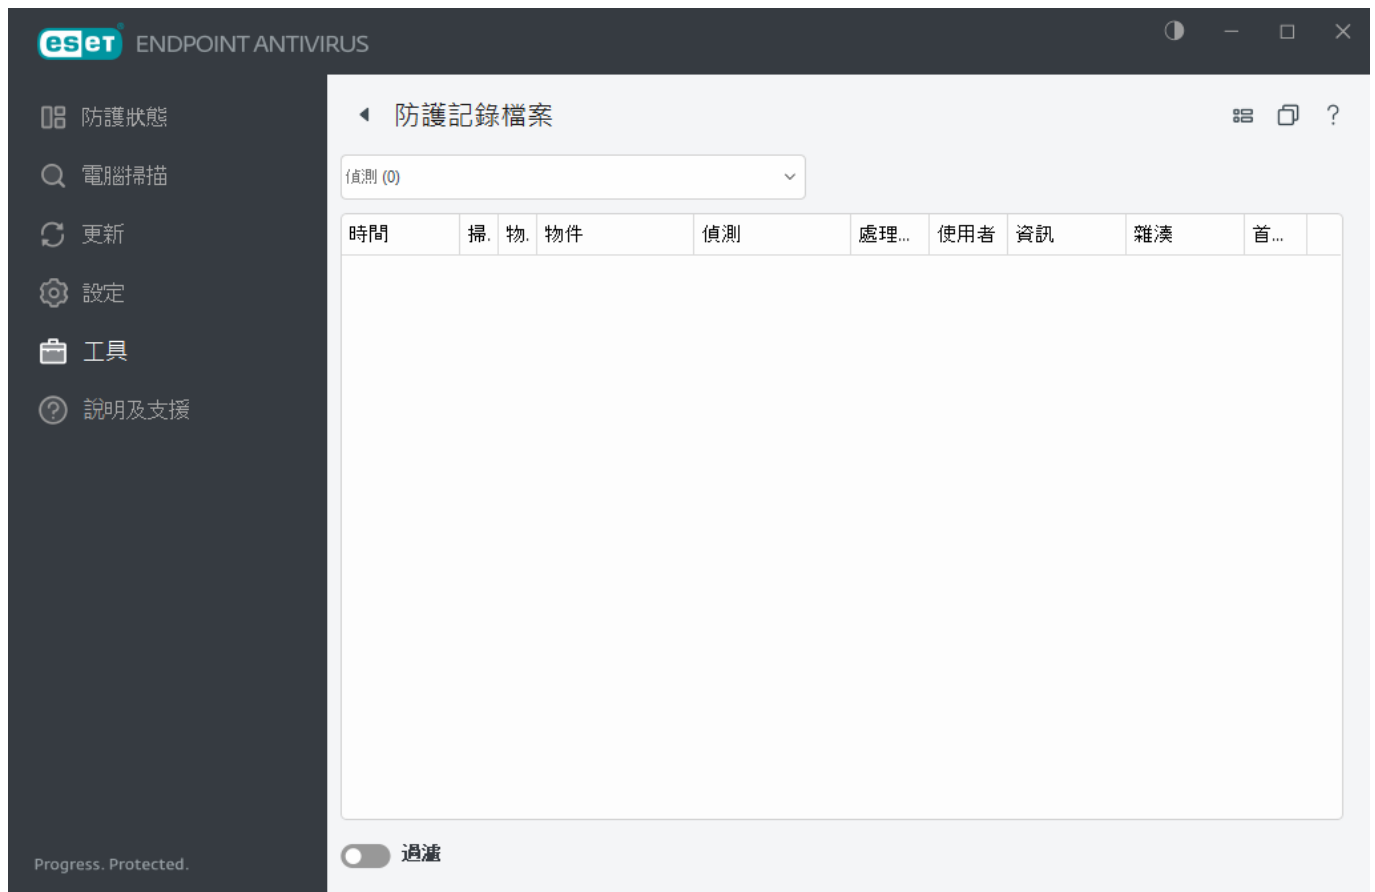 eset ENDPOINT ANTIVIRUS
防護狀態
電腦掃描
更新
設定
工具
說明及支援
Progress. Protected.
防護記錄檔案
?
偵測 (0)
時間 掃. 物. 物件 偵測 處理... 使用者 資訊 雜湊 首...
過濾